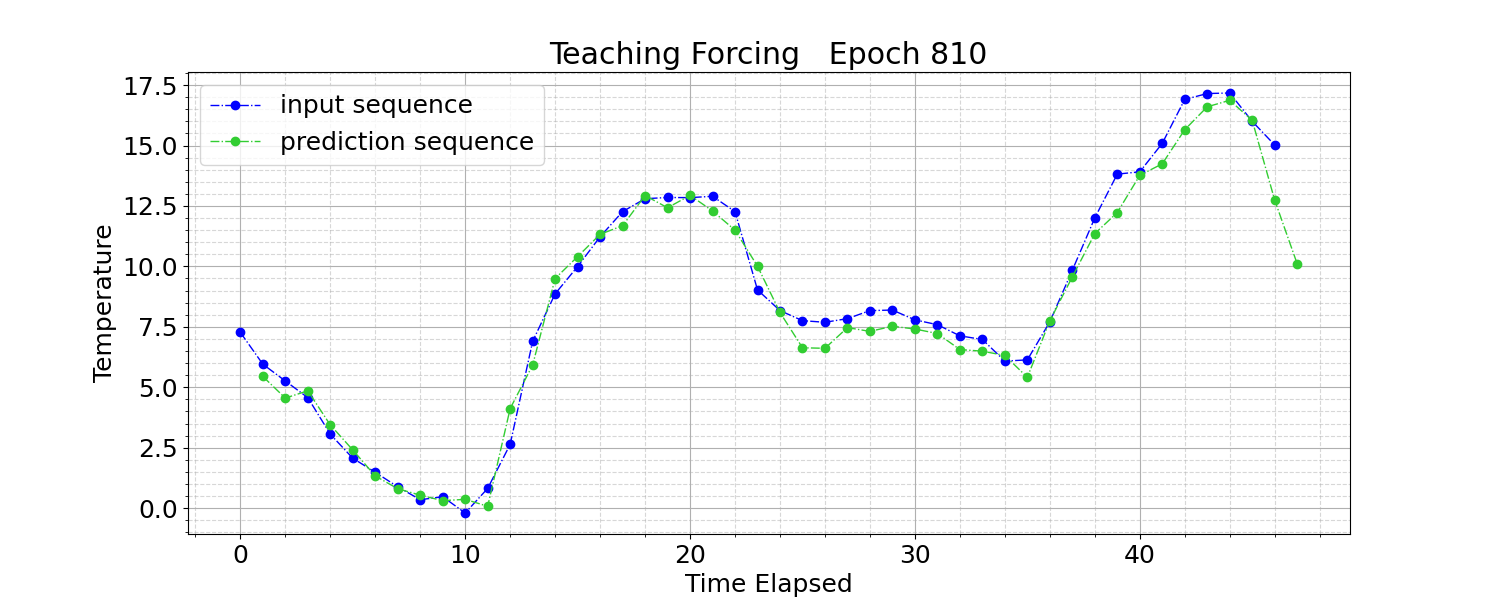 Teaching Forcing   Epoch 810
input sequence
prediction sequence
Temperature
17.5
15.0
12.5
10.0
7.5
5.0
2.5
0.0
0 10 20 30 40
Time Elapsed